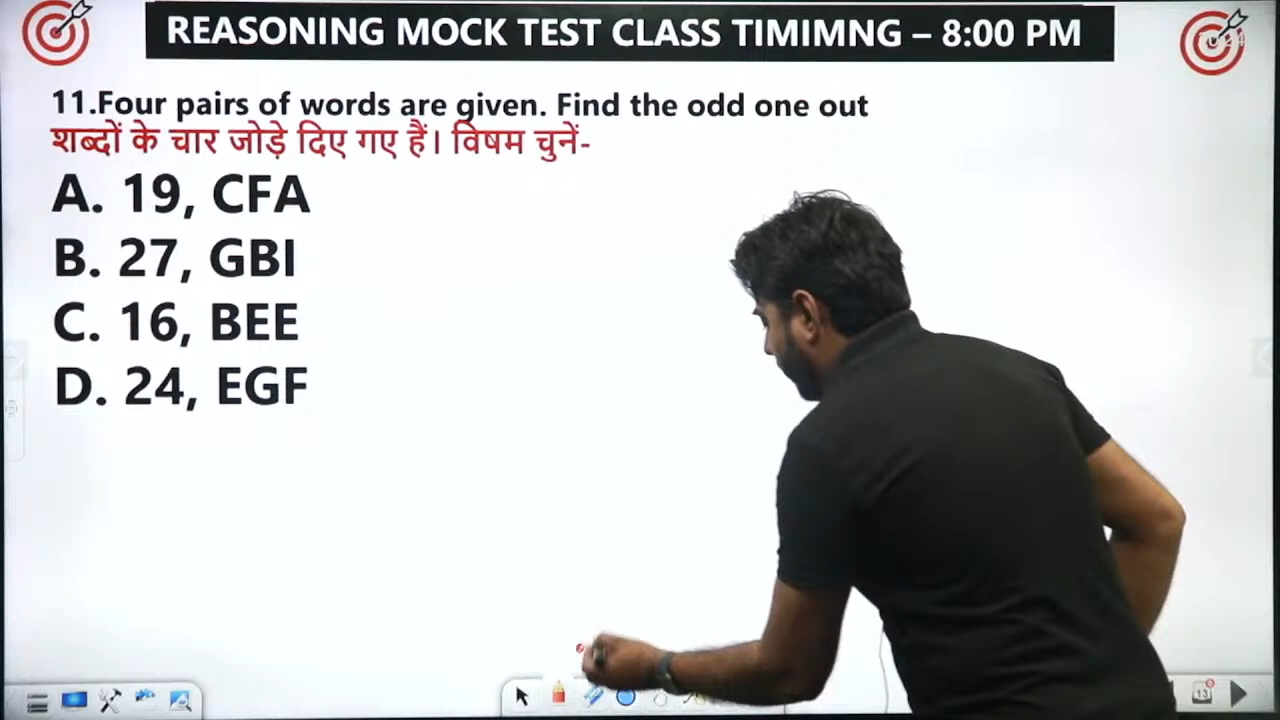 REASONING MOCK TEST CLASS TIMIMNG – 8:00 PM
11.Four pairs of words are given. Find the odd one out
शब्दों के चार जोड़े दिए गए हैं। विषम चुनें-
A. 19, CFA
B. 27, GBI
C. 16, BEE
D. 24, EGF
13